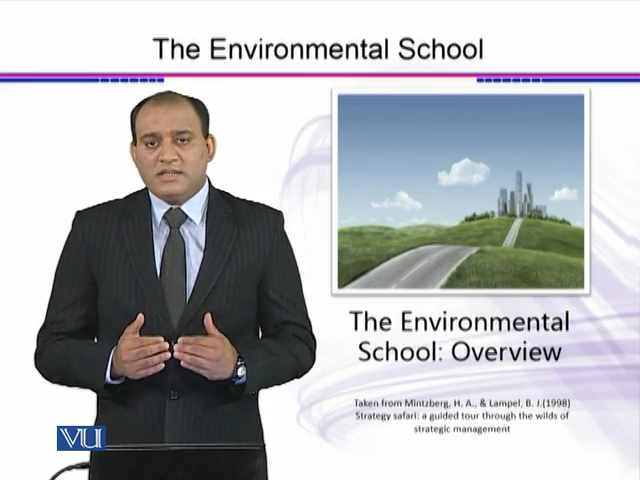 The Environmental School
The Environmental
School: Overview
Taken from Mintzberg, H. A., & Lampel, B. J.(1998)
Strategy safari: a guided tour through the wilds of
strategic management
VU